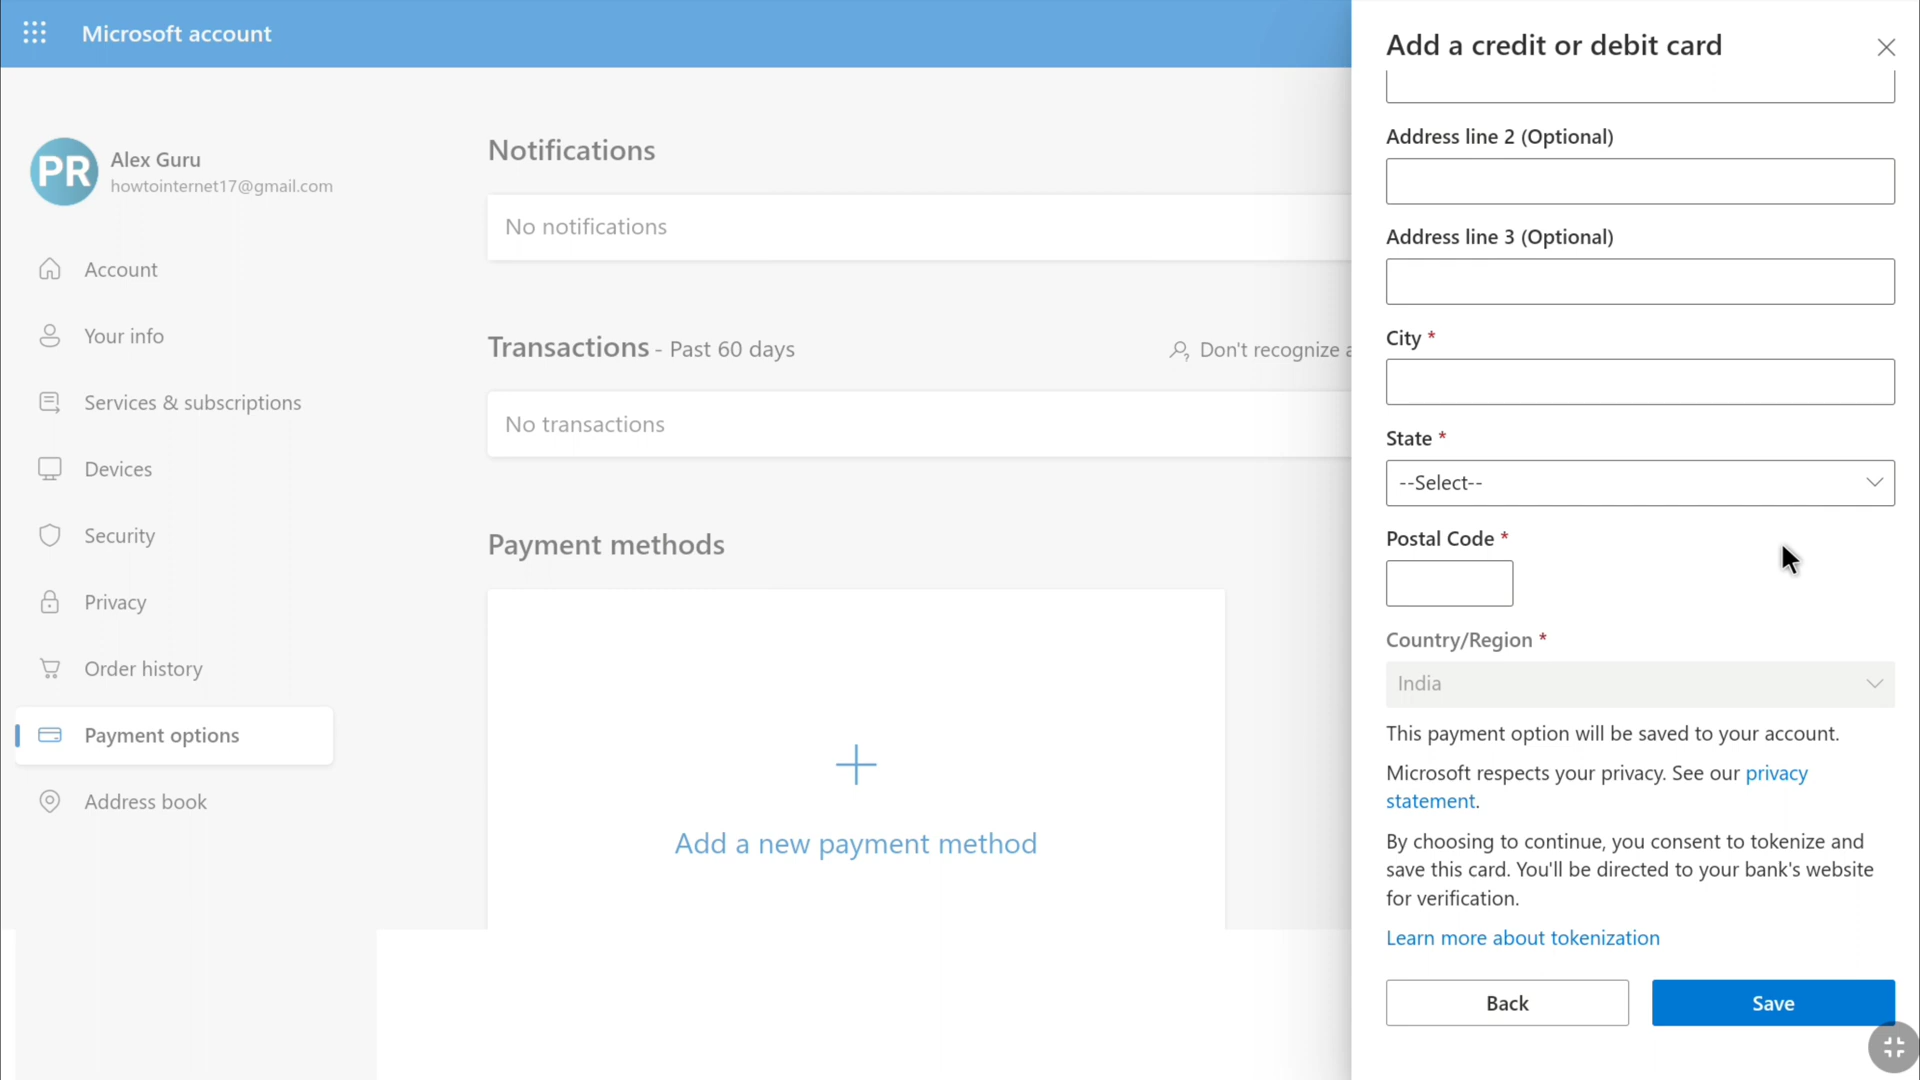 Microsoft account
PR
Alex Guru
howtointernet17@gmail.com
Account
Your info
Services & subscriptions
Devices
Security
Privacy
Order history
Payment options
Address book
Notifications
No notifications
Transactions - Past 60 days
Don't recognize a
No transactions
Payment methods
Add a new payment method
Add a credit or debit card
Address line 2 (Optional)
Address line 3 (Optional)
City *
State *
--Select--
Postal Code *
Country/Region *
India
This payment option will be saved to your account.
Microsoft respects your privacy. See our privacy
statement.
By choosing to continue, you consent to tokenize and
save this card. You'll be directed to your bank's website
for verification.
Learn more about tokenization
Back
Save